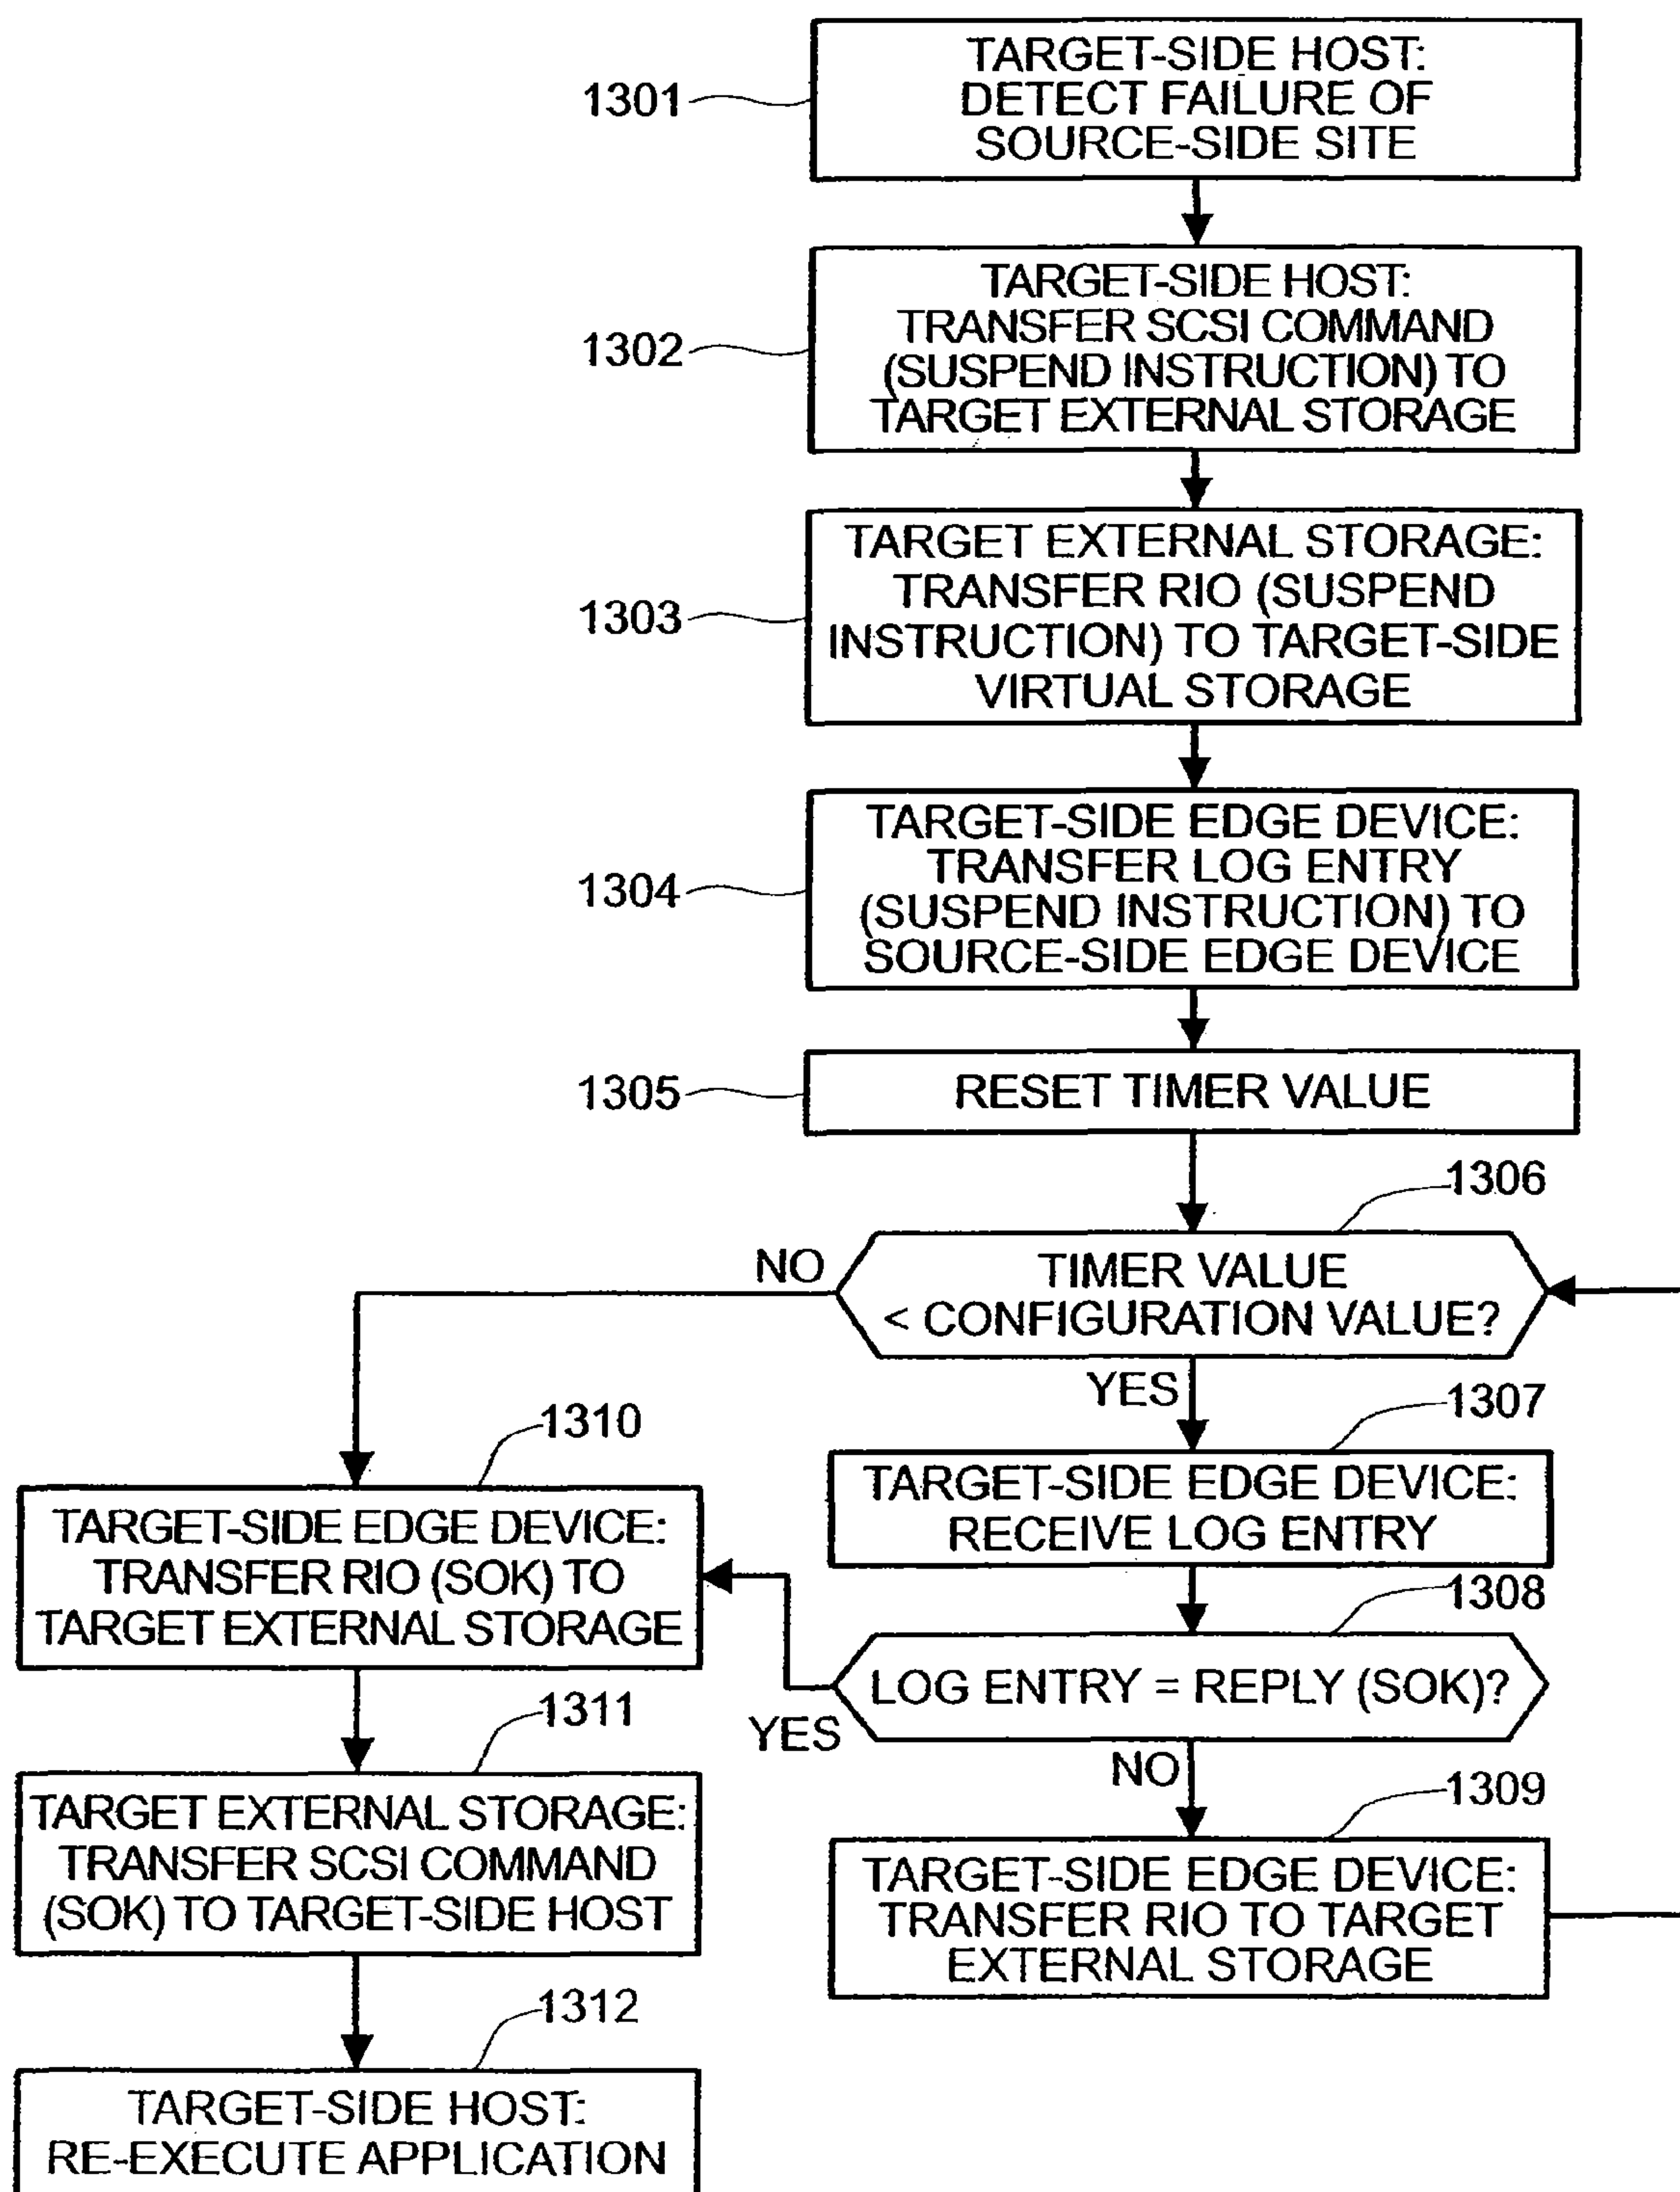 1301
TARGET-SIDE HOST:
DETECT FAILURE OF
SOURCE-SIDE SITE
1302
TARGET-SIDE HOST:
TRANSFER SCSI COMMAND
(SUSPEND INSTRUCTION) TO
TARGET EXTERNAL STORAGE
1303
TARGET EXTERNAL STORAGE:
TRANSFER RIO (SUSPEND
INSTRUCTION) TO TARGET-SIDE
VIRTUAL STORAGE
1304
TARGET-SIDE EDGE DEVICE:
TRANSFER LOG ENTRY
(SUSPEND INSTRUCTION) TO
SOURCE-SIDE EDGE DEVICE
1305
RESET TIMER VALUE
1306
TIMER VALUE
< CONFIGURATION VALUE?
NO
YES
1307
TARGET-SIDE EDGE DEVICE:
RECEIVE LOG ENTRY
1308
LOG ENTRY = REPLY (SOK)?
YES
NO
1309
TARGET-SIDE EDGE DEVICE:
TRANSFER RIO TO TARGET
EXTERNAL STORAGE
1310
TARGET-SIDE EDGE DEVICE:
TRANSFER RIO (SOK) TO
TARGET EXTERNAL STORAGE
1311
TARGET EXTERNAL STORAGE:
TRANSFER SCSI COMMAND
(SOK) TO TARGET-SIDE HOST
1312
TARGET-SIDE HOST:
RE-EXECUTE APPLICATION